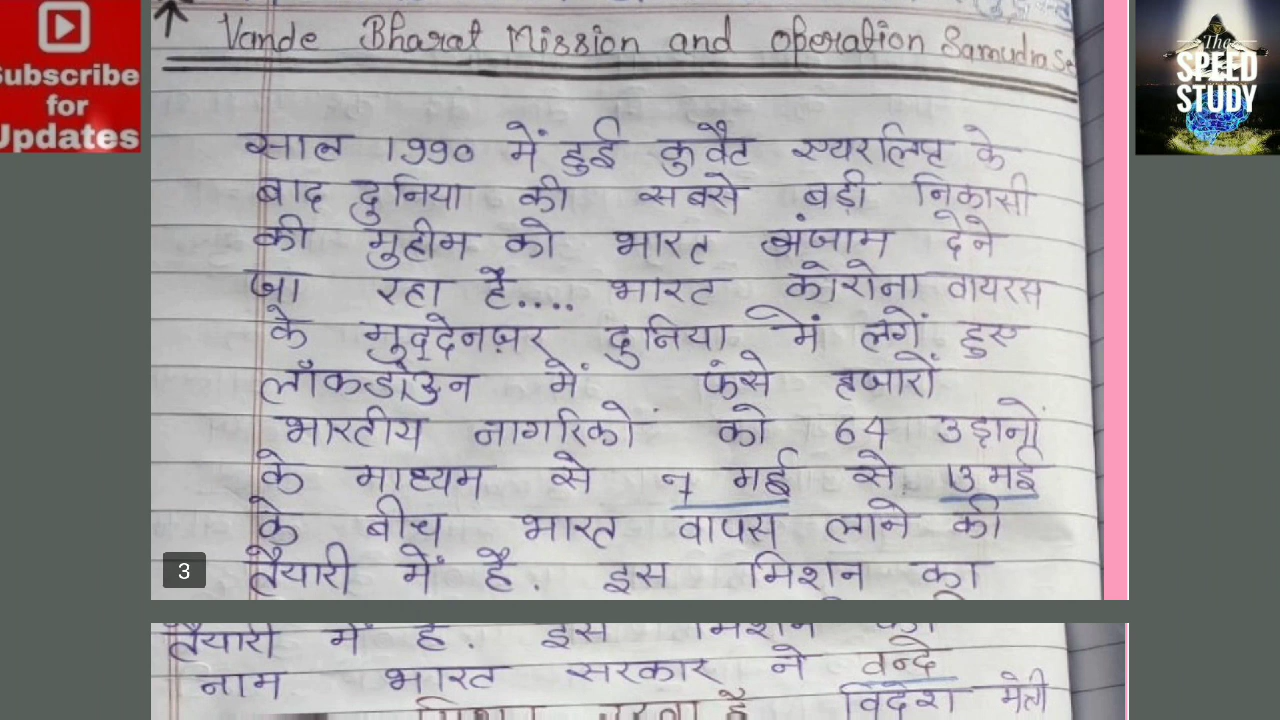 Subscribe
for
Updates
The
SPEED
STUDY
Vande Bharat Mission and operation Samudra Se
साल 1990 में हुई कुवैत एयरलिफ्ट के
बाद दुनिया की सबसे बड़ी निकासी
की मुहीम को भारत अंजाम देने
जा रहा है.... भारत कोरोना वायरस
के मुद्देनज़र दुनिया में लगें हुए
लॉकडाउन में फंसे हजारों
भारतीय नागरिकों को 64 उड़ानों
के माध्यम से 7 मई से 13 मई
के बीच भारत वापस लाने की
तैयारी में है. इस मिशन का
3
तैयारी में है. इस मिशन का
नाम भारत सरकार ने वन्दे
विदेश मंत्री